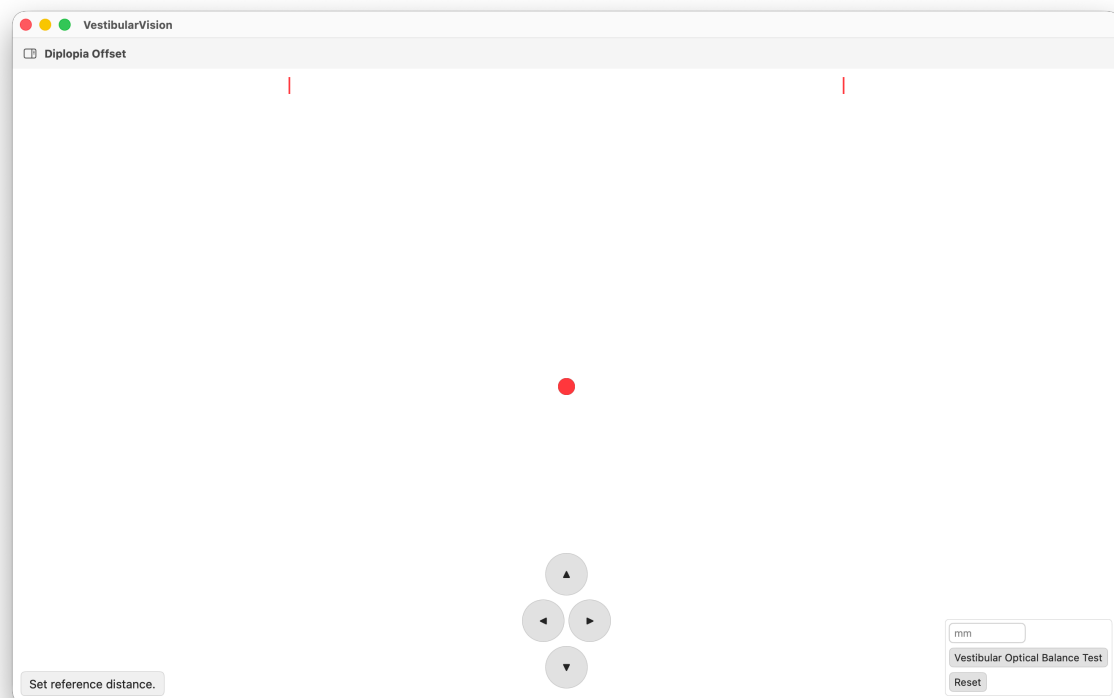 VestibularVision
Diplopia Offset
mm
Vestibular Optical Balance Test
Reset
Set reference distance.